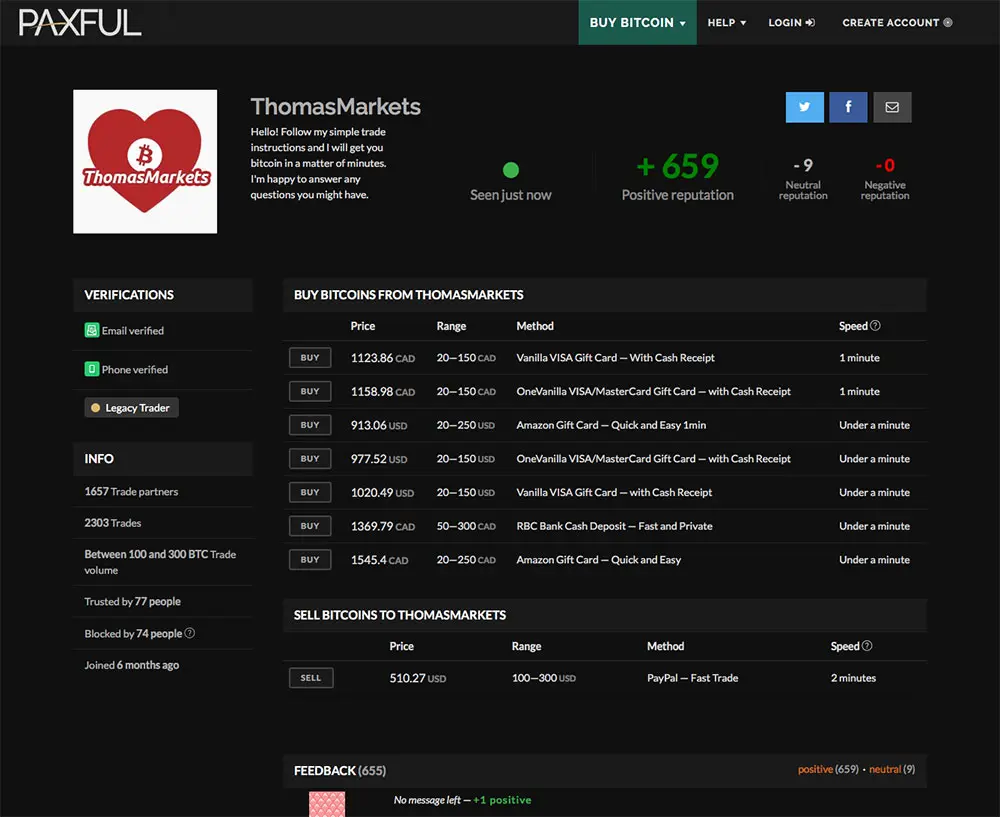 PAXFUL
BUY BITCOIN
HELP
LOGIN
CREATE ACCOUNT
ThomasMarkets
ThomasMarkets
Hello! Follow my simple trade
instructions and I will get you
bitcoin in a matter of minutes.
I'm happy to answer any
questions you might have.
Seen just now
+ 659
Positive reputation
- 9
Neutral
reputation
-0
Negative
reputation
VERIFICATIONS
Email verified
Phone verified
Legacy Trader
INFO
1657 Trade partners
2303 Trades
Between 100 and 300 BTC Trade
volume
Trusted by 77 people
Blocked by 74 people ?
Joined 6 months ago
BUY BITCOINS FROM THOMASMARKETS
Price Range Method Speed ?
BUY 1123.86 CAD 20—150 CAD Vanilla VISA Gift Card — With Cash Receipt 1 minute
BUY 1158.98 CAD 20—150 CAD OneVanilla VISA/MasterCard Gift Card — with Cash Receipt 1 minute
BUY 913.06 USD 20—250 USD Amazon Gift Card — Quick and Easy 1min Under a minute
BUY 977.52 USD 20—150 USD OneVanilla VISA/MasterCard Gift Card — with Cash Receipt Under a minute
BUY 1020.49 USD 20—150 USD Vanilla VISA Gift Card — with Cash Receipt Under a minute
BUY 1369.79 CAD 50—300 CAD RBC Bank Cash Deposit — Fast and Private Under a minute
BUY 1545.4 CAD 20—250 CAD Amazon Gift Card — Quick and Easy Under a minute
SELL BITCOINS TO THOMASMARKETS
Price Range Method Speed ?
SELL 510.27 USD 100—300 USD PayPal — Fast Trade 2 minutes
FEEDBACK (655)
positive (659) • neutral (9)
No message left — +1 positive